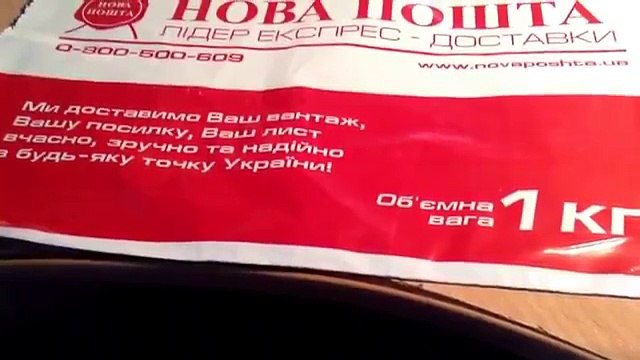 НОВА ПОШТА
НОВА
ПОШТА
ЛІДЕР ЕКСПРЕС - ДОСТАВКИ
0-800-500-609
www.novaposhta.ua
Ми доставимо Ваш вантаж,
Вашу посилку, Ваш лист
вчасно, зручно та надійно
в будь-яку точку України!
Об'ємна
вага 1 кг